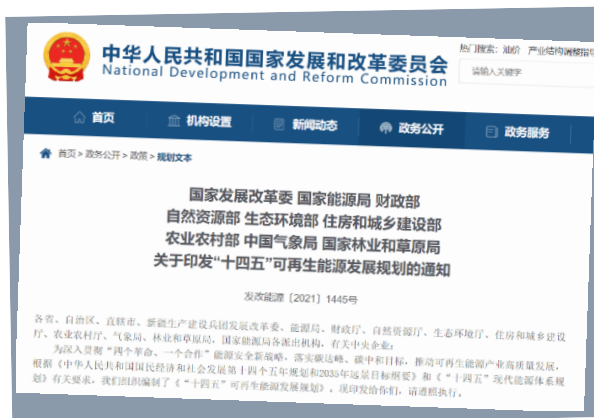 中华人民共和国国家发展和改革委员会
National Development and Reform Commission
热门搜索：油价 产业结构调整指导
请输入关键字
首页
机构设置
新闻动态
政务公开
政务服务
首页 > 政务公开 > 政策 > 规划文本
国家发展改革委 国家能源局 财政部
自然资源部 生态环境部 住房和城乡建设部
农业农村部 中国气象局 国家林业和草原局
关于印发“十四五”可再生能源发展规划的通知
发改能源〔2021〕1445号
各省、自治区、直辖市、新疆生产建设兵团发展改革委、能源局、财政厅、自然资源厅、生态环境厅、住房和城乡建设
厅、农业农村厅、气象局、林业和草原局，国家能源局各派出机构，有关中央企业：
为深入贯彻“四个革命、一个合作”能源安全新战略，落实碳达峰、碳中和目标，推动可再生能源产业高质量发展，
根据《中华人民共和国国民经济和社会发展第十四个五年规划和2035年远景目标纲要》和《“十四五”现代能源体系规
划》有关要求，我们组织编制了《“十四五”可再生能源发展规划》，现印发给你们，请遵照执行。